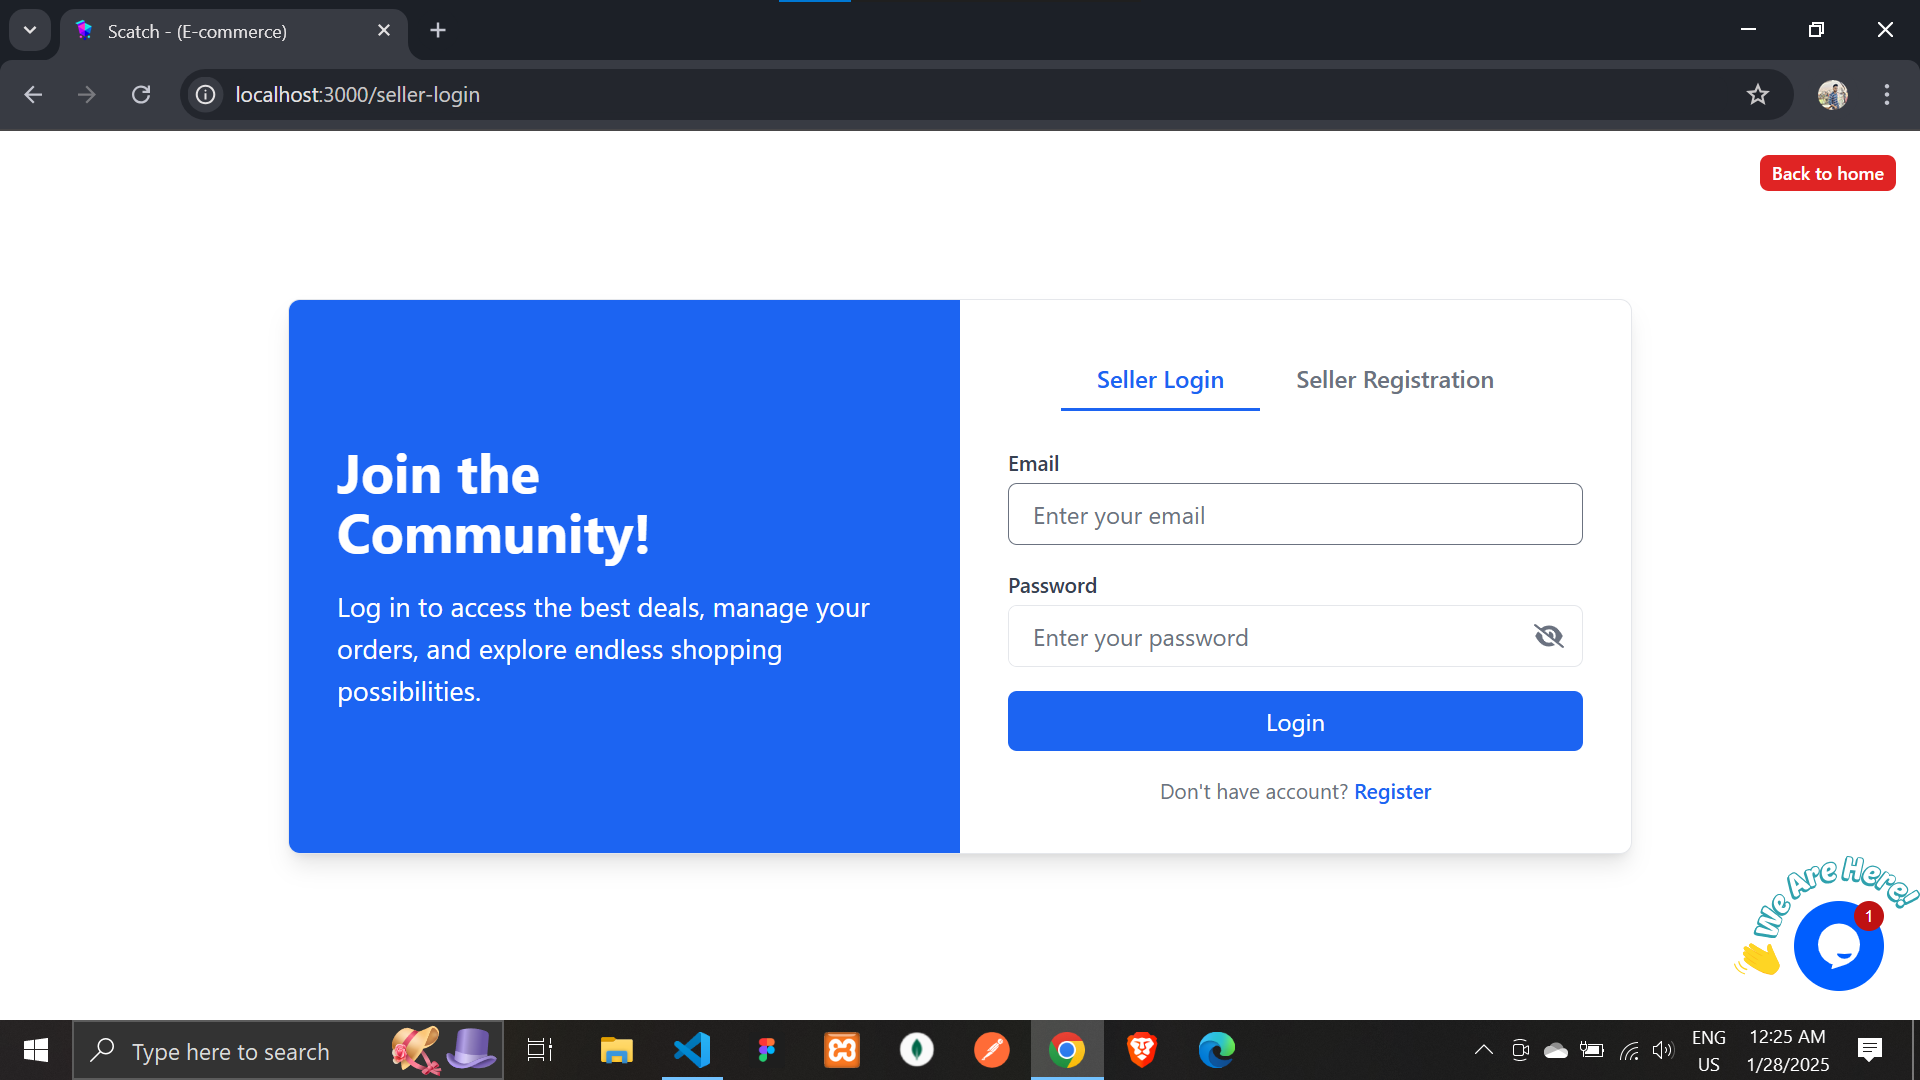 Scatch - (E-commerce)
localhost:3000/seller-login
Back to home
Seller Login
Seller Registration
Join the
Community!
Log in to access the best deals, manage your
orders, and explore endless shopping
possibilities.
Email
Enter your email
Password
Enter your password
Login
Don't have account? Register
We Are Here!
1
Type here to search
ENG
US
12:25 AM
1/28/2025